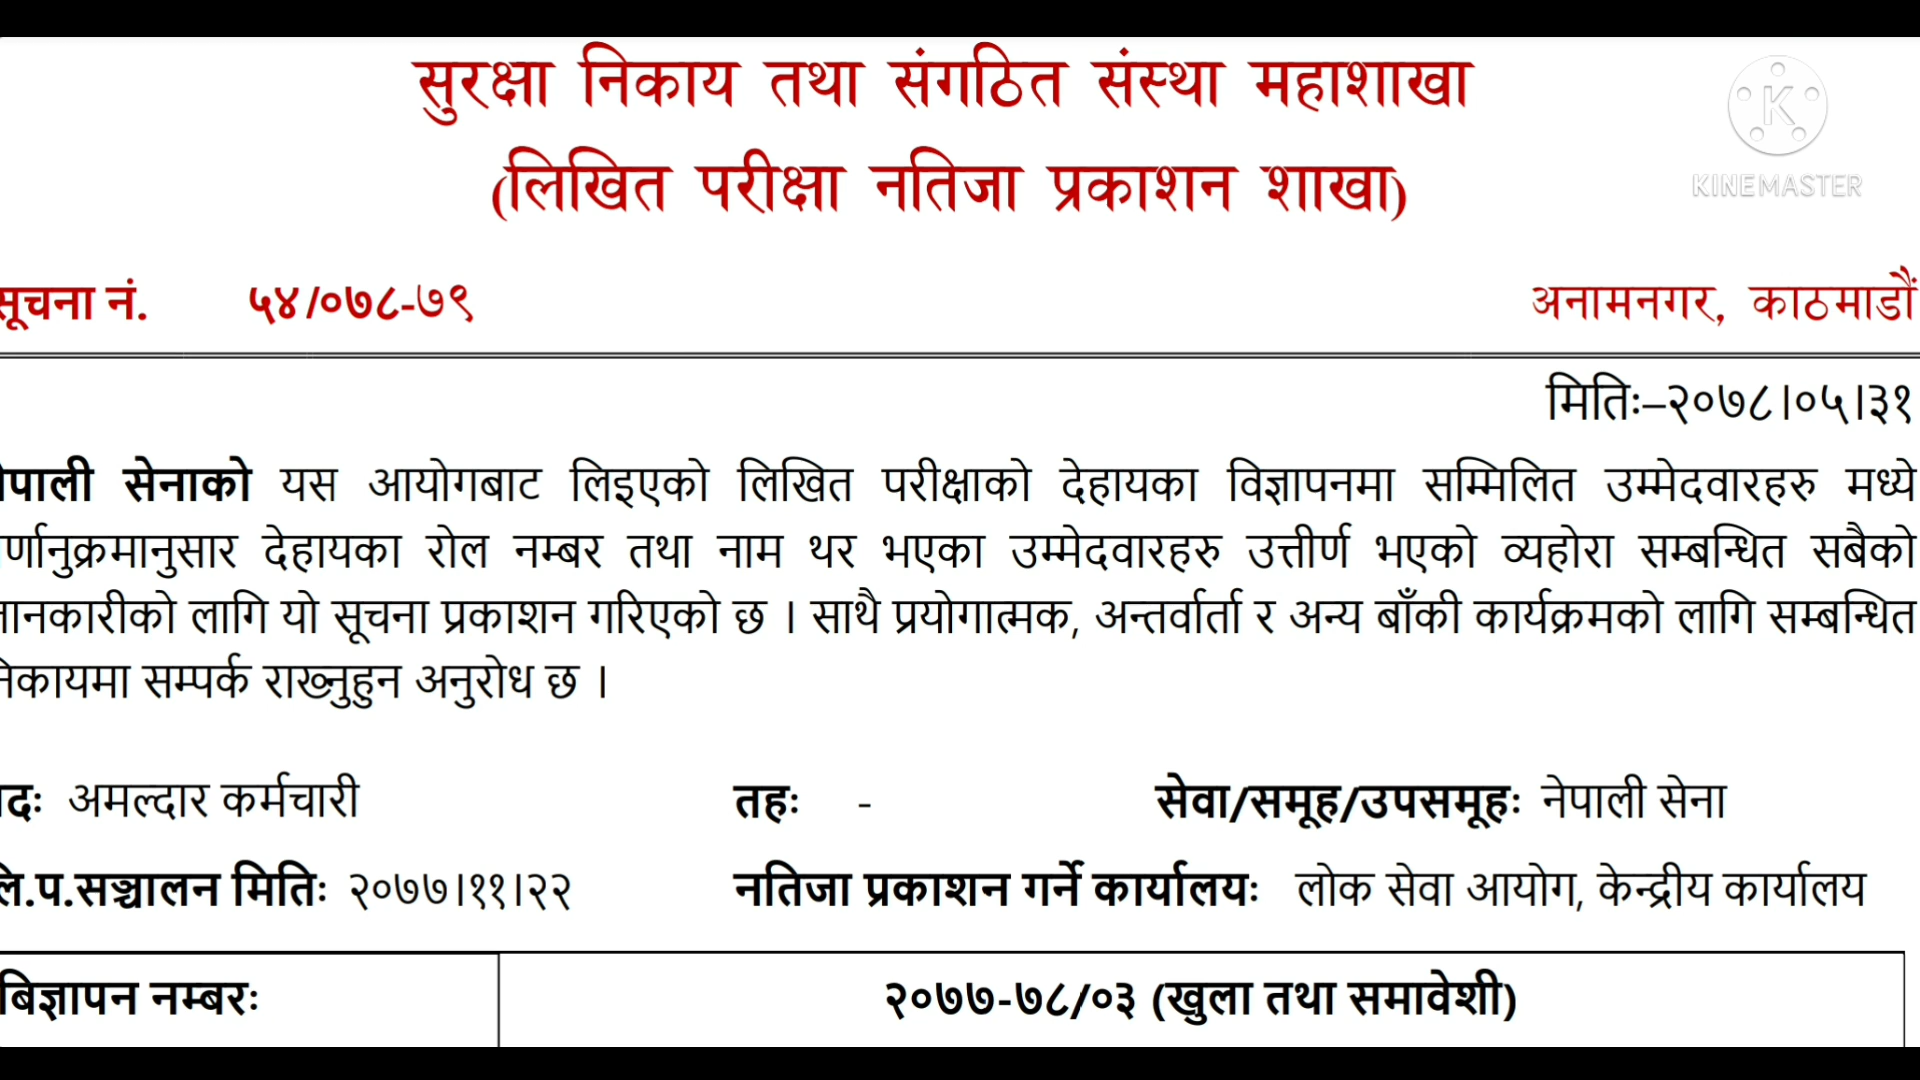 सुरक्षा निकाय तथा संगठित संस्था महाशाखा
(लिखित परीक्षा नतिजा प्रकाशन शाखा)
KINEMASTER
सूचना नं. ५४/०७८-७९ अनामनगर, काठमाडौं
मितिः–२०७८।०५।३१
नेपाली सेनाको यस आयोगबाट लिइएको लिखित परीक्षाको देहायका विज्ञापनमा सम्मिलित उम्मेदवारहरु मध्ये
वर्णानुक्रमानुसार देहायका रोल नम्बर तथा नाम थर भएका उम्मेदवारहरु उत्तीर्ण भएको व्यहोरा सम्बन्धित सबैको
जानकारीको लागि यो सूचना प्रकाशन गरिएको छ । साथै प्रयोगात्मक, अन्तर्वार्ता र अन्य बाँकी कार्यक्रमको लागि सम्बन्धित
निकायमा सम्पर्क राख्नुहुन अनुरोध छ ।
पदः अमल्दार कर्मचारी तहः - सेवा/समूह/उपसमूहः नेपाली सेना
लि.प.सञ्चालन मितिः २०७७।११।२२ नतिजा प्रकाशन गर्ने कार्यालयः लोक सेवा आयोग, केन्द्रीय कार्यालय
बिज्ञापन नम्बरः २०७७-७८/०३ (खुला तथा समावेशी)